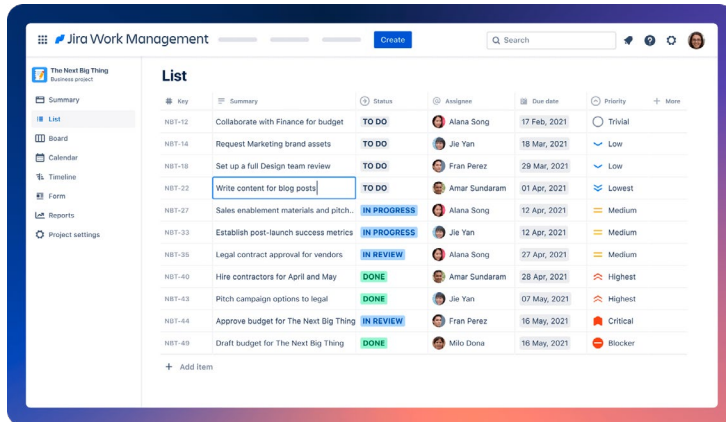 Jira Work Management
Create
Search
The Next Big Thing
Business project
Summary
List
Board
Calendar
Timeline
Form
Reports
Project settings
List
Key Summary Status Assignee Due date Priority + More
NBT-12 Collaborate with Finance for budget TO DO Alana Song 17 Feb, 2021 Trivial
NBT-14 Request Marketing brand assets TO DO Jie Yan 18 Mar, 2021 Low
NBT-18 Set up a full Design team review TO DO Fran Perez 29 Mar, 2021 Low
NBT-22 Write content for blog posts TO DO Amar Sundaram 01 Apr, 2021 Lowest
NBT-27 Sales enablement materials and pitch.. IN PROGRESS Alana Song 12 Apr, 2021 Medium
NBT-33 Establish post-launch success metrics IN PROGRESS Jie Yan 12 Apr, 2021 Medium
NBT-35 Legal contract approval for vendors IN REVIEW Alana Song 27 Apr, 2021 Medium
NBT-40 Hire contractors for April and May DONE Amar Sundaram 28 Apr, 2021 Highest
NBT-43 Pitch campaign options to legal DONE Jie Yan 07 May, 2021 Highest
NBT-44 Approve budget for The Next Big Thing IN REVIEW Fran Perez 16 May, 2021 Critical
NBT-49 Draft budget for The Next Big Thing DONE Milo Dona 16 May, 2021 Blocker
+ Add item